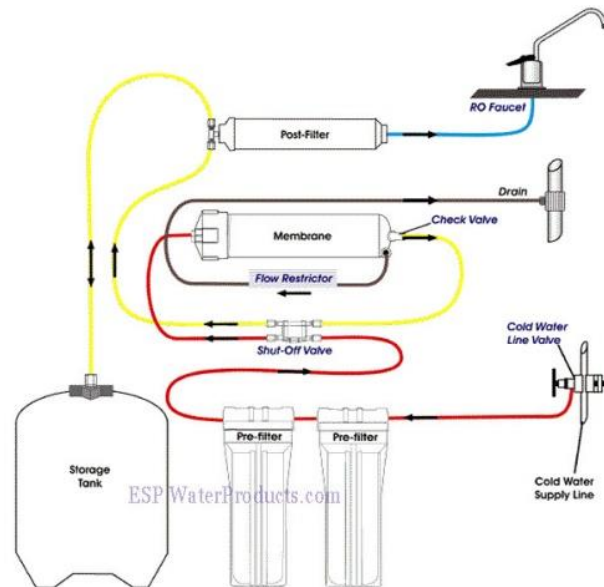 RO Faucet
Post-Filter
Drain
Check Valve
Membrane
Flow Restrictor
Cold Water
Line Valve
Shut-Off Valve
Pre-filter
Pre-filter
Storage
Tank
ESP WaterProducts.com
Cold Water
Supply Line